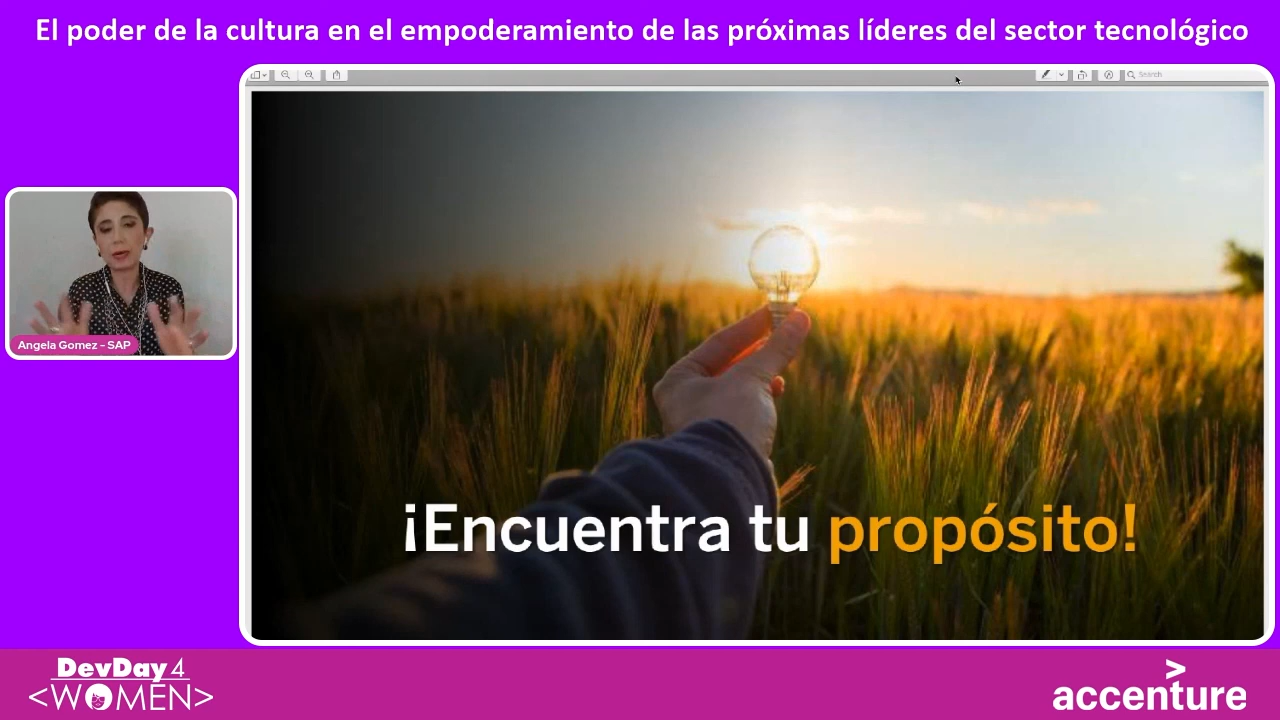 El poder de la cultura en el empoderamiento de las próximas líderes del sector tecnológico
Search
Angela Gomez - SAP
¡Encuentra tu propósito!
DevDay 4
<WOMEN>
accenture